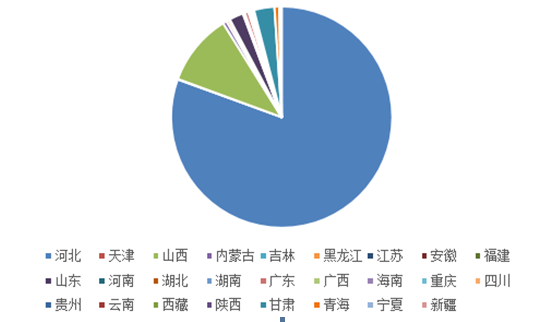 河北 天津 山西 内蒙古 吉林 黑龙江 江苏 安徽 福建
山东 河南 湖北 湖南 广东 广西 海南 重庆 四川
贵州 云南 西藏 陕西 甘肃 青海 宁夏 新疆